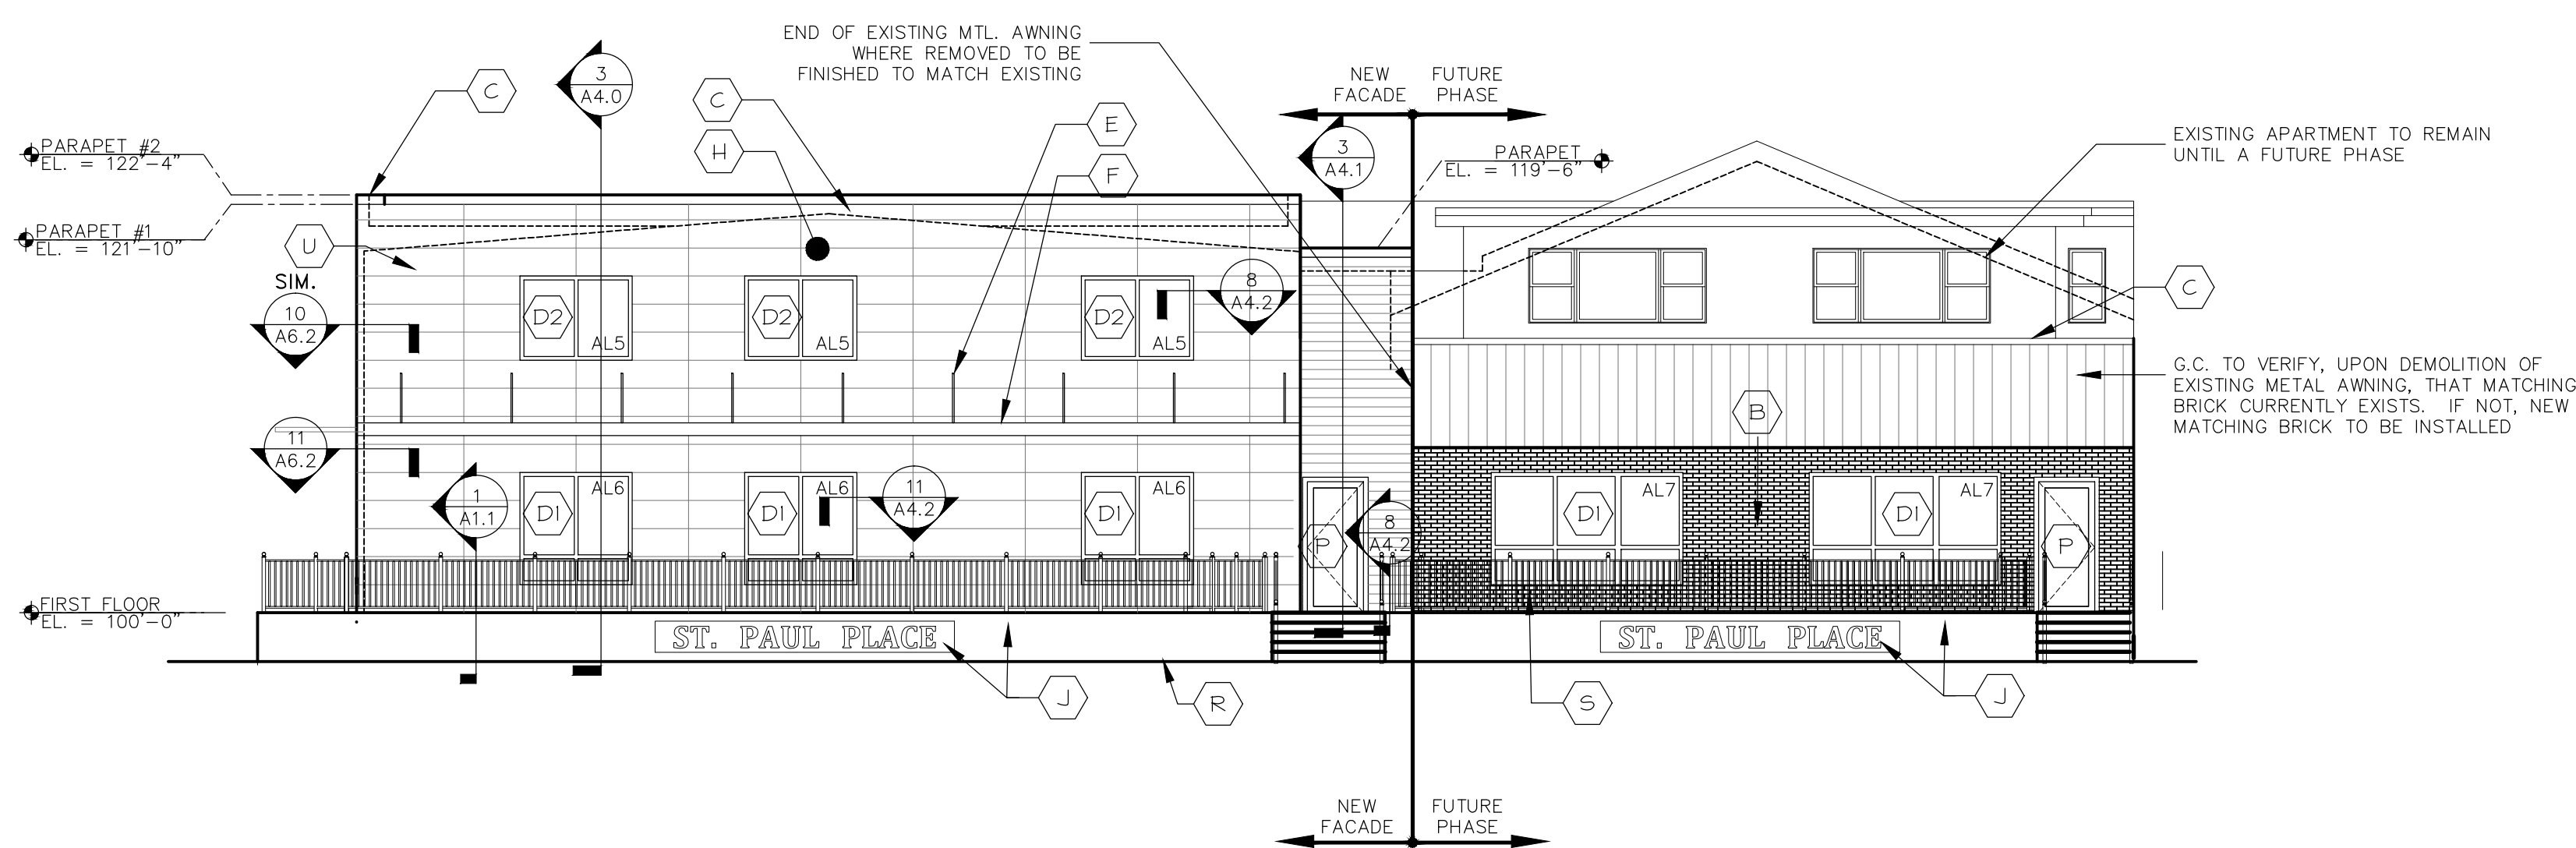 END OF EXISTING MTL. AWNING
WHERE REMOVED TO BE
FINISHED TO MATCH EXISTING
NEW
FACADE
FUTURE
PHASE
C
3
A4.0
C
E
H
F
3
A4.1
PARAPET #2
EL. = 122'-4"
PARAPET
EL. = 119'-6"
EXISTING APARTMENT TO REMAIN
UNTIL A FUTURE PHASE
PARAPET #1
EL. = 121'-10"
U
SIM.
10
A6.2
D2
AL5
D2
AL5
D2
AL5
8
A4.2
C
G.C. TO VERIFY, UPON DEMOLITION OF
EXISTING METAL AWNING, THAT MATCHING
BRICK CURRENTLY EXISTS. IF NOT, NEW
MATCHING BRICK TO BE INSTALLED
B
11
A6.2
1
A1.1
D1
AL6
D1
AL6
11
A4.2
D1
AL6
P
8
A4.2
D1
AL7
D1
AL7
P
FIRST FLOOR
EL. = 100'-0"
ST. PAUL PLACE
ST. PAUL PLACE
J
R
S
J
NEW
FACADE
FUTURE
PHASE